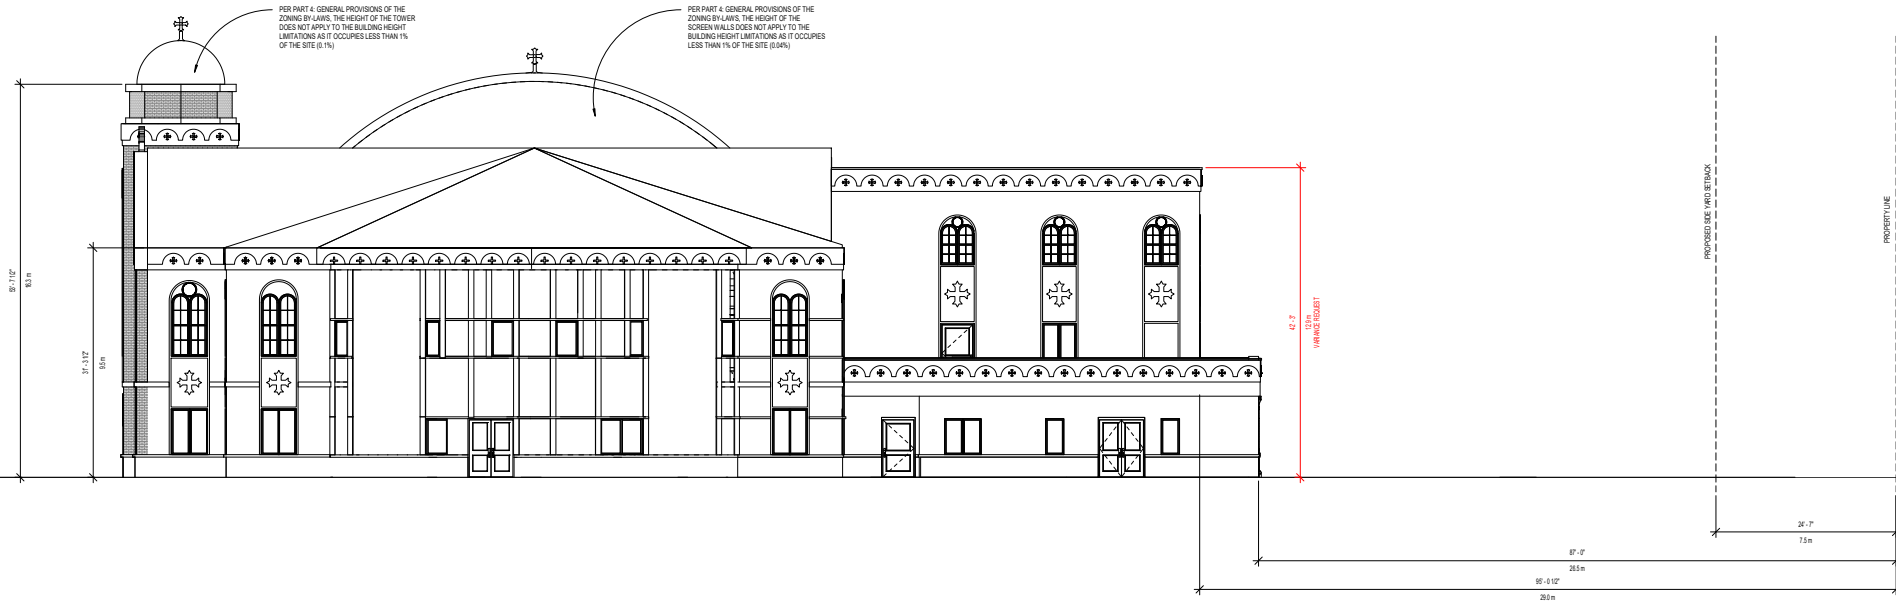 PER PART 4: GENERAL PROVISIONS OF THE
ZONING BY-LAWS, THE HEIGHT OF THE TOWER
DOES NOT APPLY TO THE BUILDING HEIGHT
LIMITATIONS AS IT OCCUPIES LESS THAN 1%
OF THE SITE (0.1%)
PER PART 4: GENERAL PROVISIONS OF THE
ZONING BY-LAWS, THE HEIGHT OF THE
SCREEN WALLS DOES NOT APPLY TO THE
BUILDING HEIGHT LIMITATIONS AS IT OCCUPIES
LESS THAN 1% OF THE SITE (0.04%)
55' - 7 1/2"
16.3 m
31' - 3 1/2"
9.5 m
42' - 3"
12.9 m
VARIANCE REQUEST
PROPOSED SIDE YARD SETBACK
PROPERTY LINE
24' - 7"
7.5 m
87' - 0"
26.5 m
95' - 0 1/2"
29.0 m